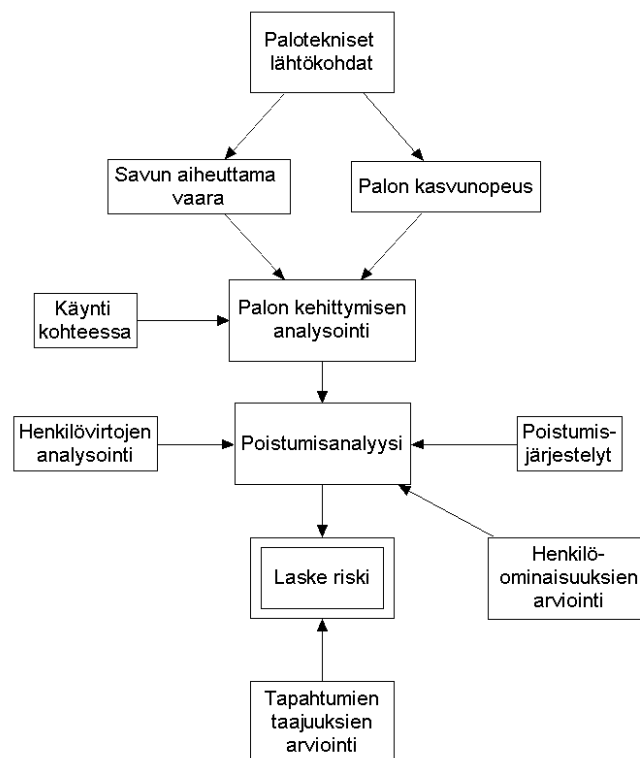 Palotekniset
lähtökohdat
Savun aiheuttama
vaara
Palon kasvunopeus
Käynti
kohteessa
Palon kehittymisen
analysointi
Henkilövirtojen
analysointi
Poistumisanalyysi
Poistumis-
järjestelyt
Laske riski
Henkilö-
ominaisuuksien
arviointi
Tapahtumien
taajuuksien
arviointi